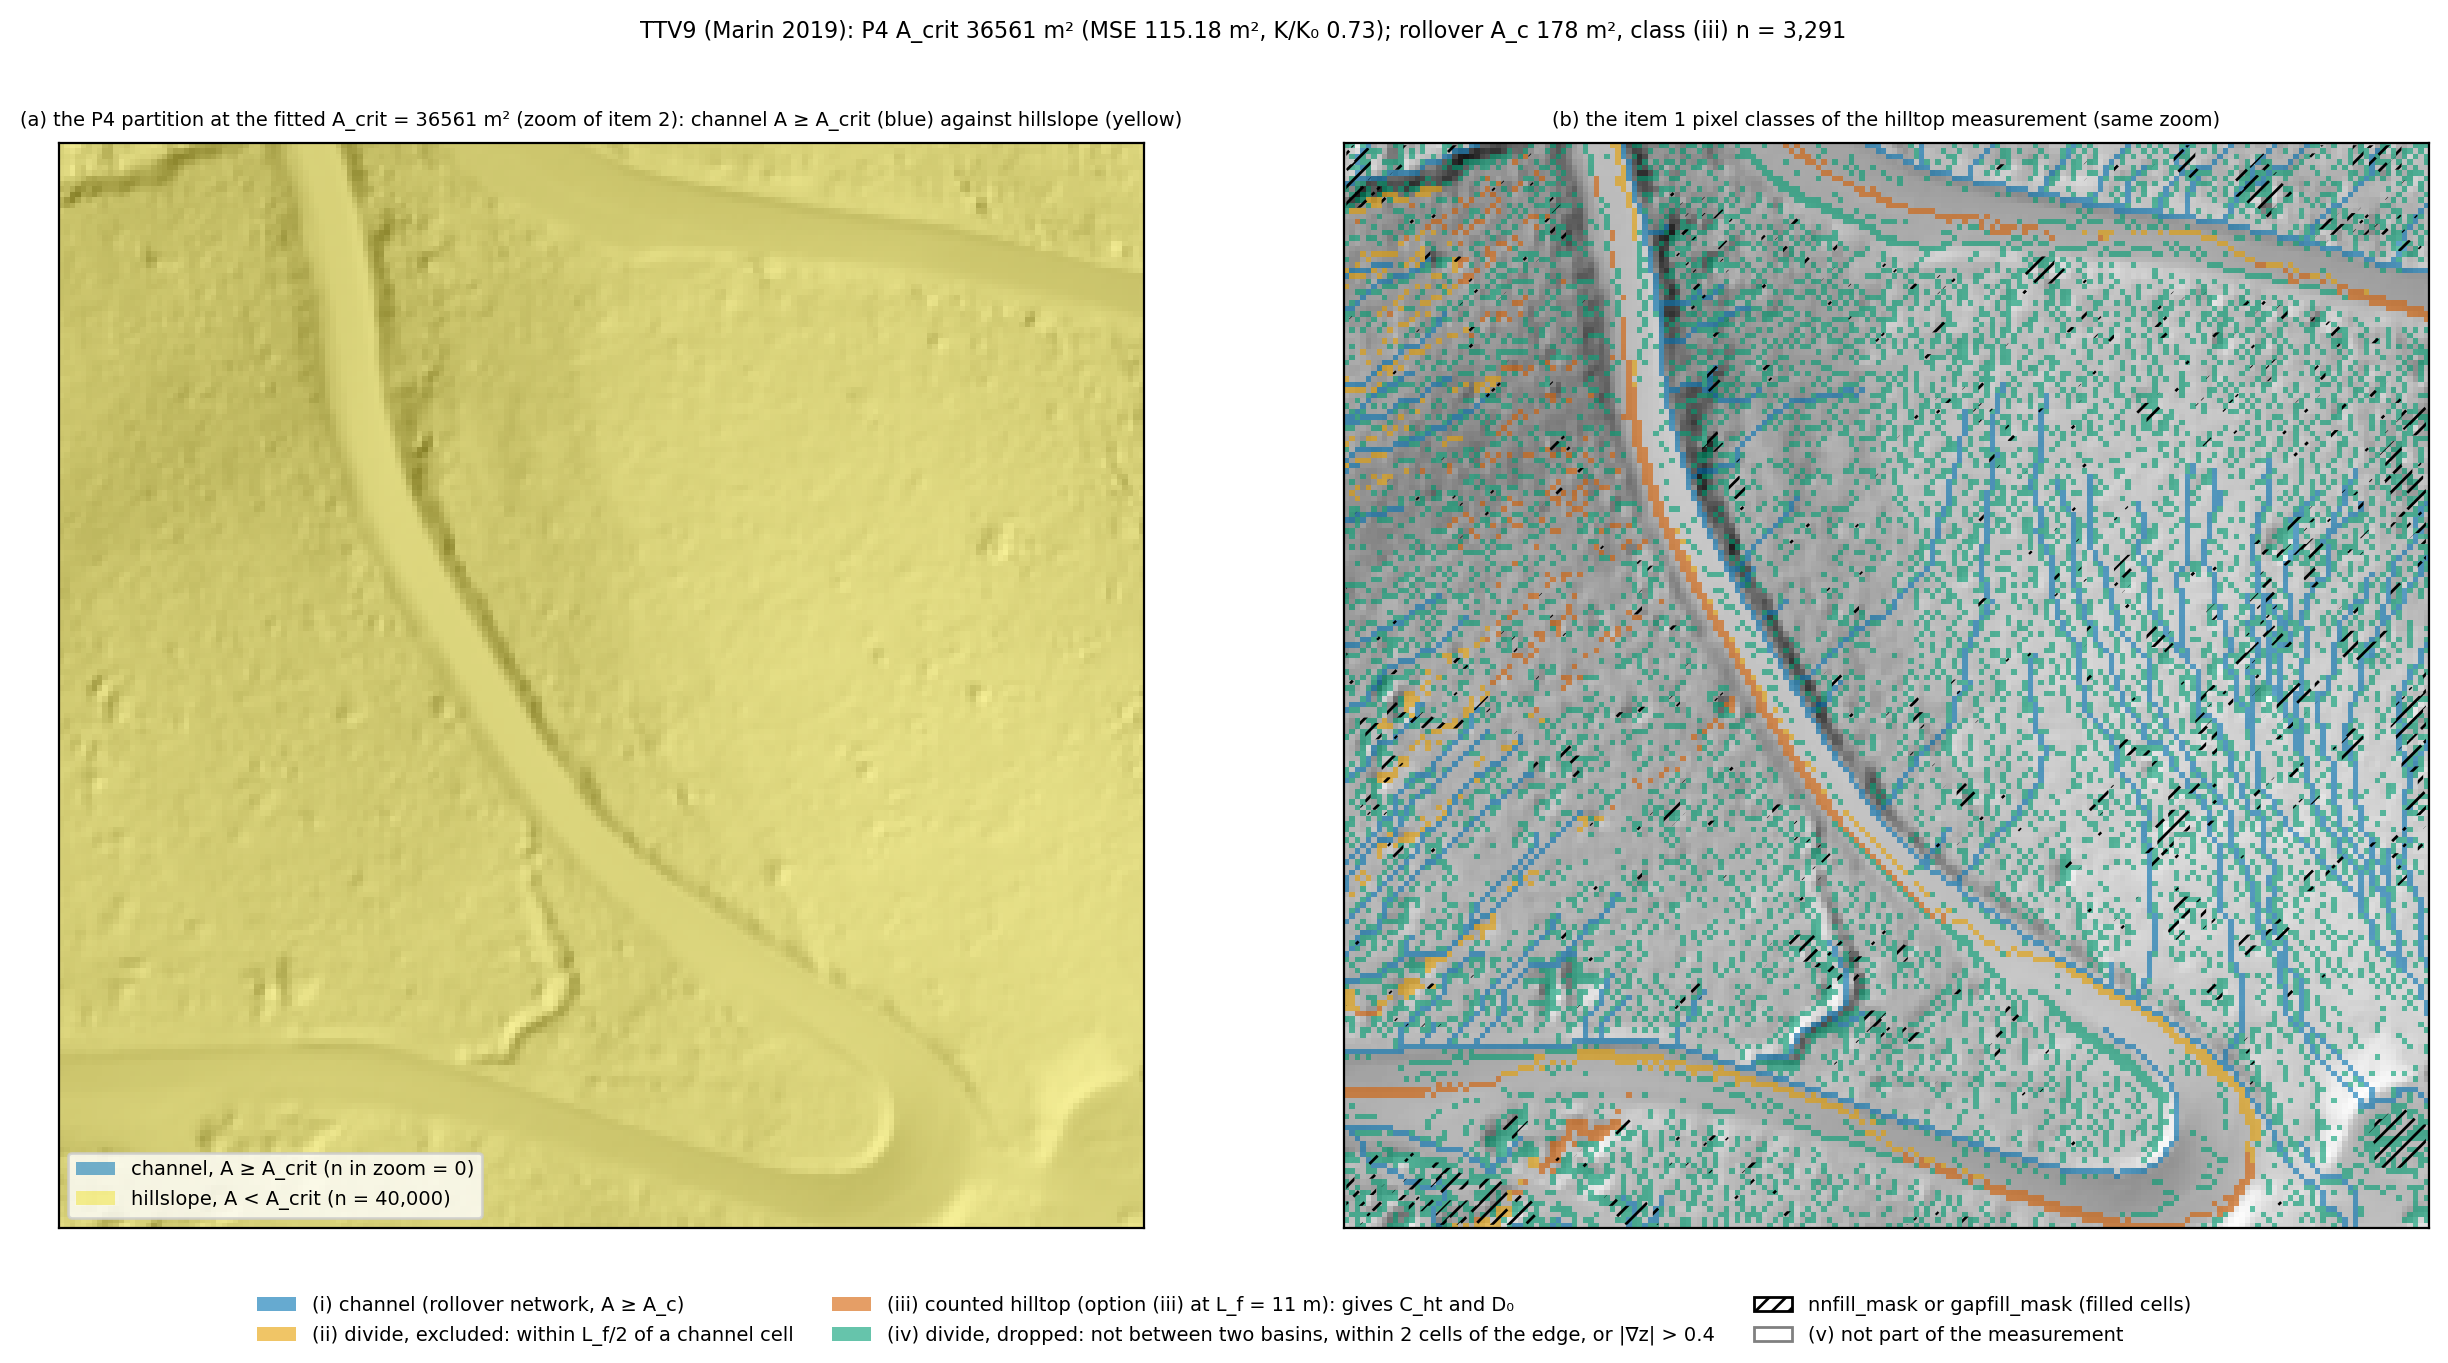 TTV9 (Marin 2019): P4 A_crit 36561 m² (MSE 115.18 m², K/K₀ 0.73); rollover A_c 178 m², class (iii) n = 3,291
(a) the P4 partition at the fitted A_crit = 36561 m² (zoom of item 2): channel A ≥ A_crit (blue) against hillslope (yellow)
(b) the item 1 pixel classes of the hilltop measurement (same zoom)
channel, A ≥ A_crit (n in zoom = 0)
hillslope, A < A_crit (n = 40,000)
(i) channel (rollover network, A ≥ A_c)
(ii) divide, excluded: within L_f/2 of a channel cell
(iii) counted hilltop (option (iii) at L_f = 11 m): gives C_ht and D₀
(iv) divide, dropped: not between two basins, within 2 cells of the edge, or |∇z| > 0.4
nnfill_mask or gapfill_mask (filled cells)
(v) not part of the measurement